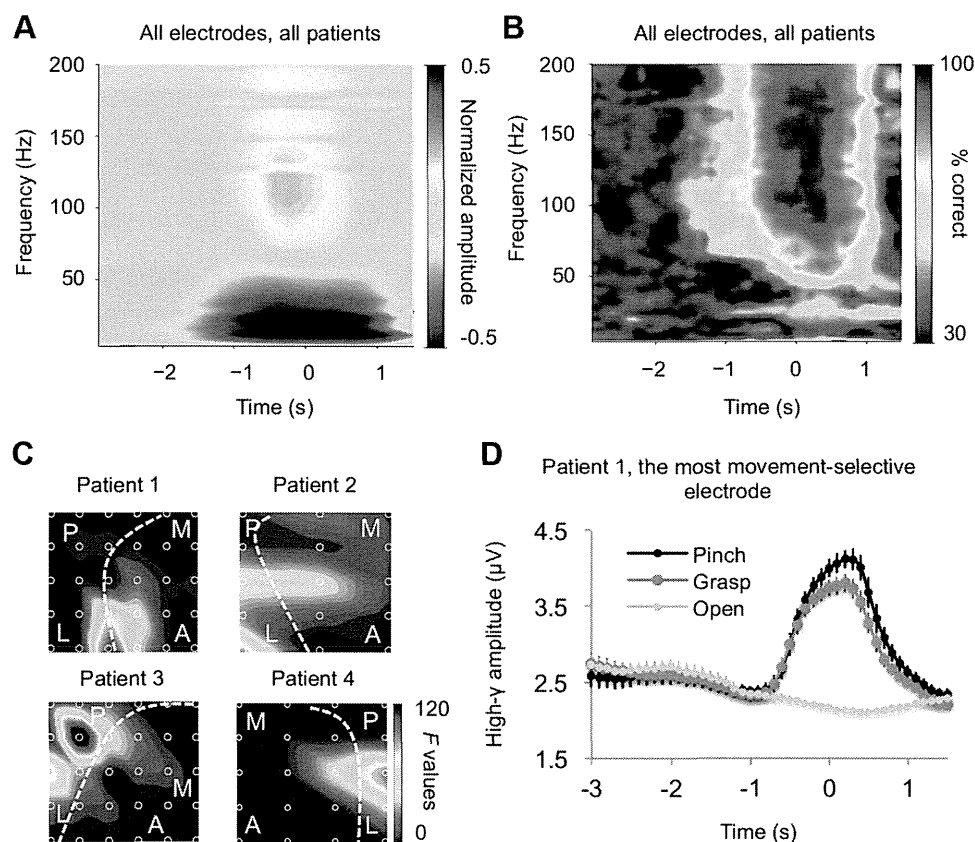 A
All electrodes, all patients
200
150
100
50
Frequency (Hz)
−2
−1
0
1
Time (s)
0.5
-0.5
Normalized amplitude
B
All electrodes, all patients
200
150
100
50
Frequency (Hz)
−2
−1
0
1
Time (s)
100
30
% correct
C
Patient 1
P
M
L
A
Patient 2
P
M
L
A
Patient 3
P
M
L
A
Patient 4
M
P
A
L
120
0
F values
D
Patient 1, the most movement-selective
electrode
4.5
3.5
2.5
1.5
High-γ amplitude (µV)
Pinch
Grasp
Open
-3
-2
-1
0
1
Time (s)